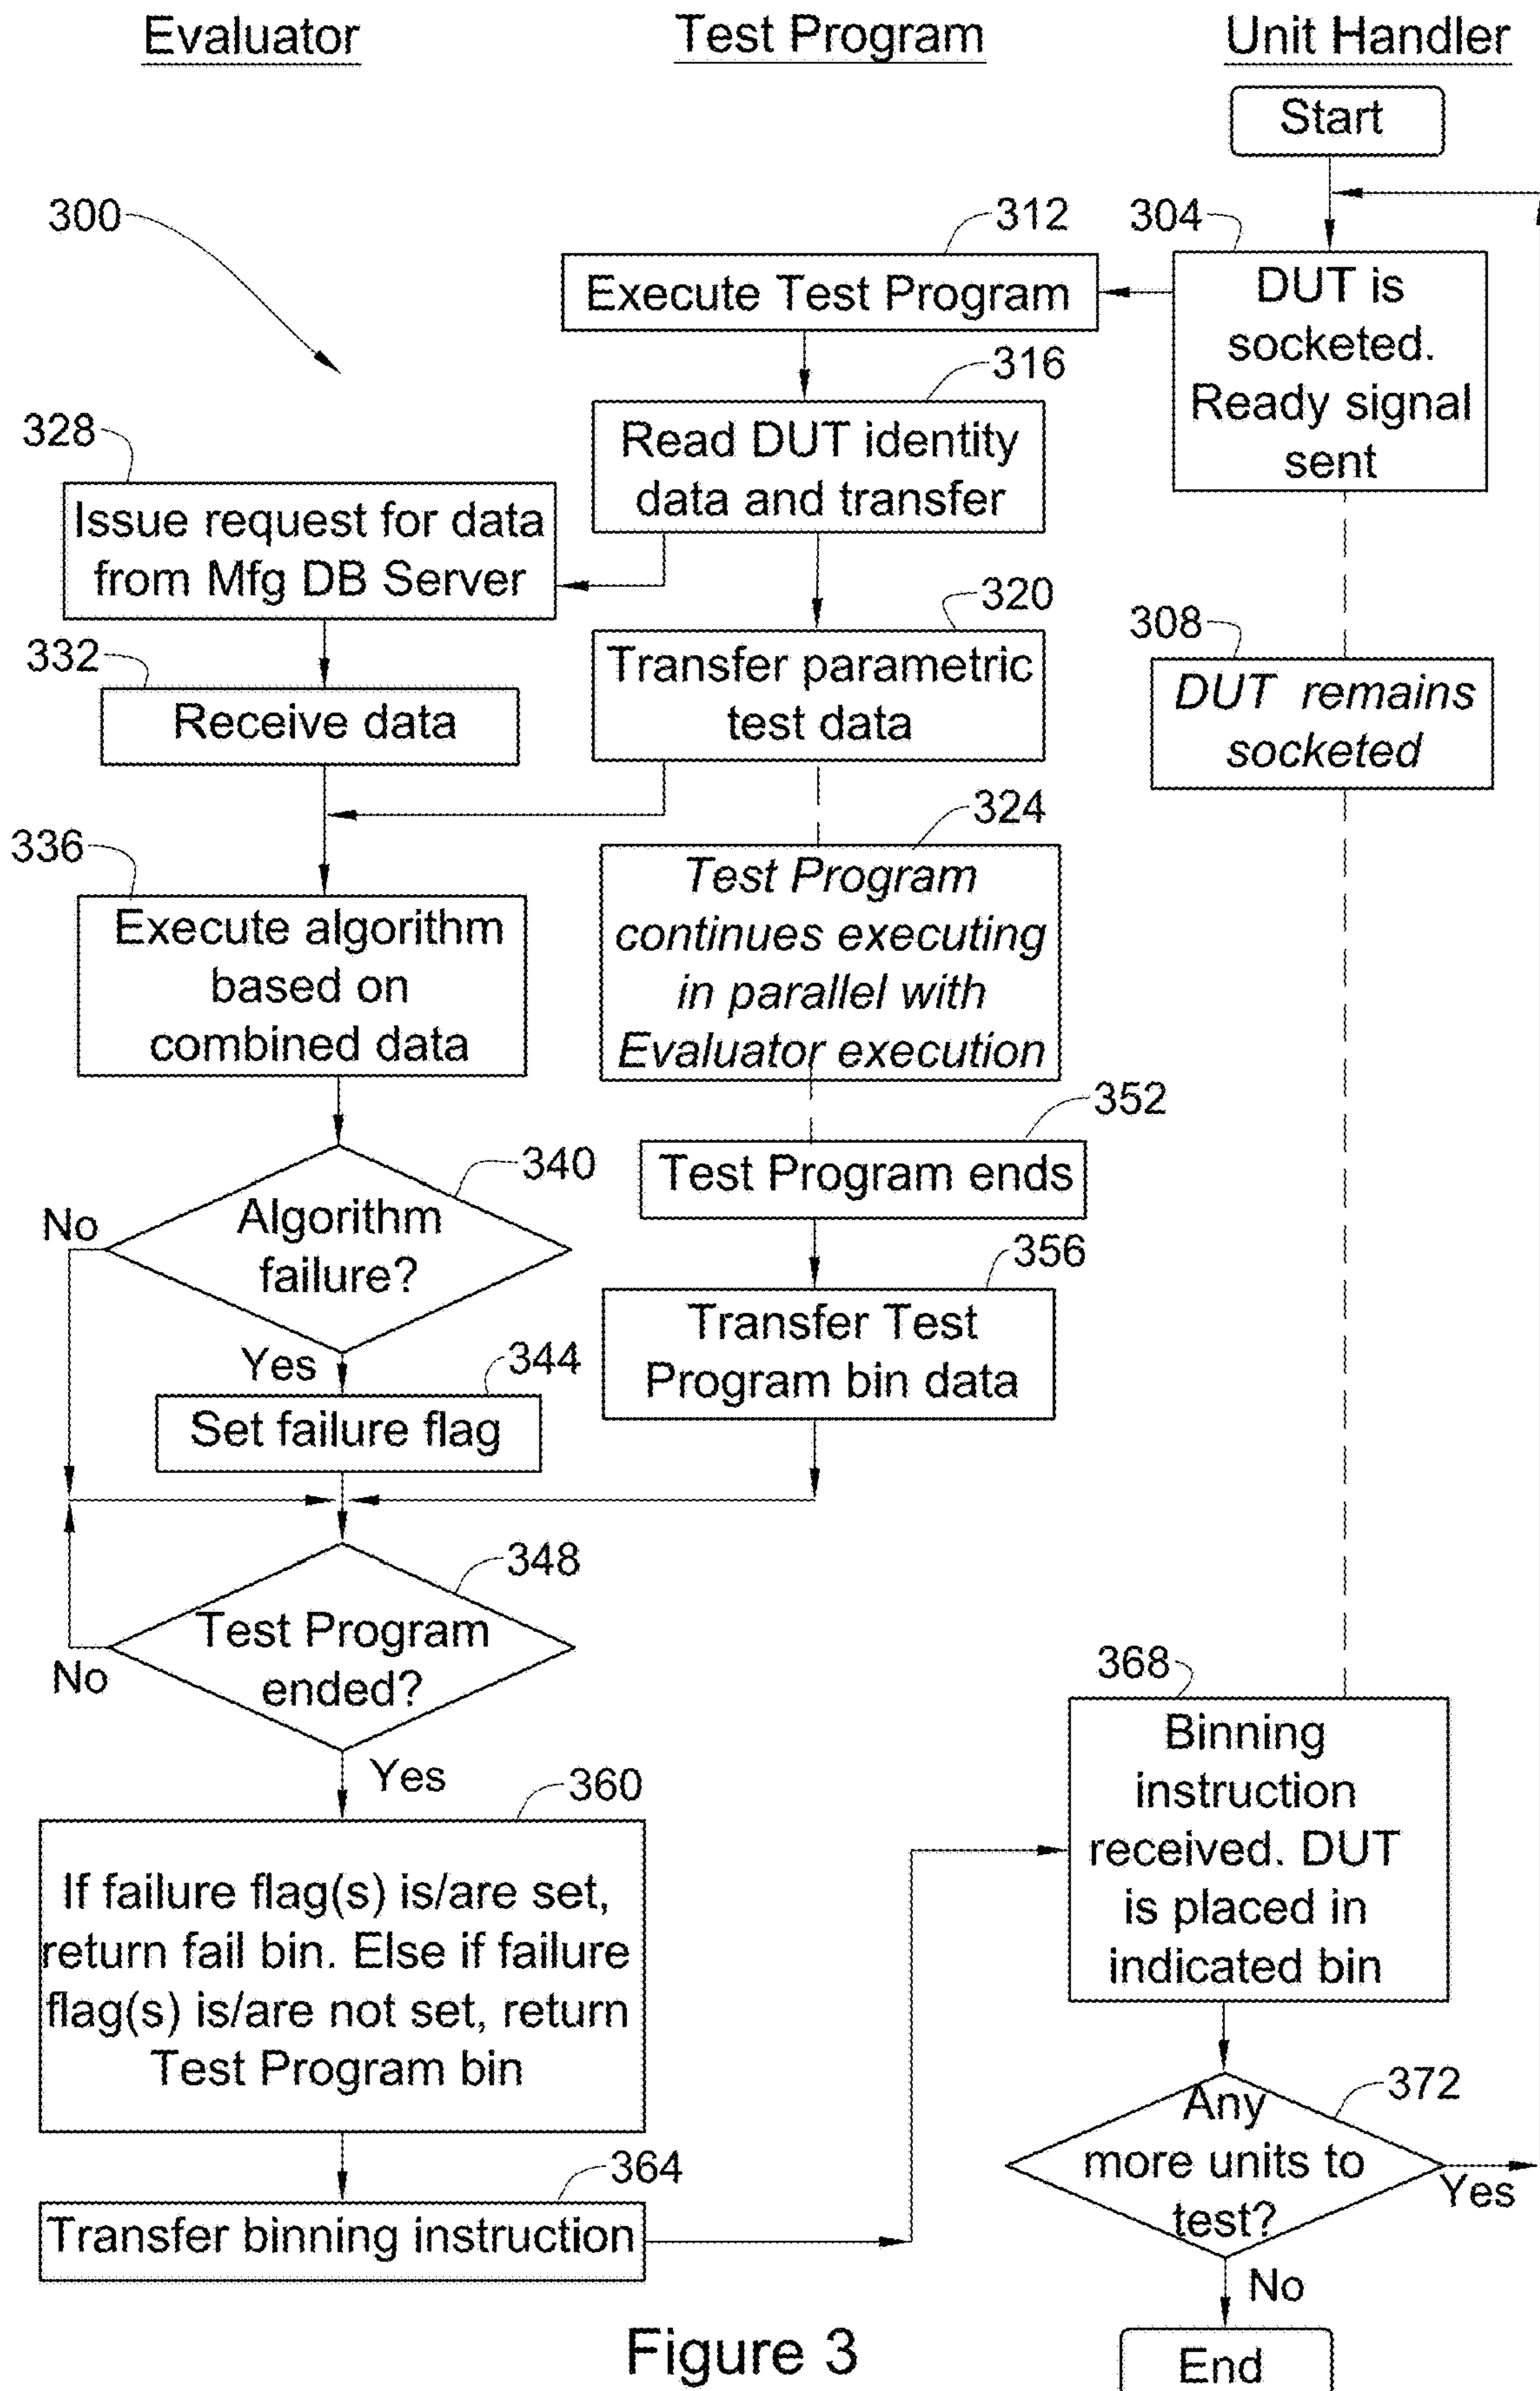 Evaluator
Test Program
Unit Handler
Start
300
312
304
Execute Test Program
DUT is
socketed.
Ready signal
sent
316
328
Read DUT identity
data and transfer
Issue request for data
from Mfg DB Server
320
308
332
Transfer parametric
test data
DUT remains
socketed
Receive data
324
336
Test Program
continues executing
in parallel with
Evaluator execution
Execute algorithm
based on
combined data
352
340
Test Program ends
No
Algorithm
failure?
356
Transfer Test
Program bin data
Yes
344
Set failure flag
348
Test Program
ended?
No
368
Yes
360
Binning
instruction
received. DUT
is placed in
indicated bin
If failure flag(s) is/are set,
return fail bin. Else if failure
flag(s) is/are not set, return
Test Program bin
372
Any
more units to
test?
Yes
364
Transfer binning instruction
No
End
Figure 3